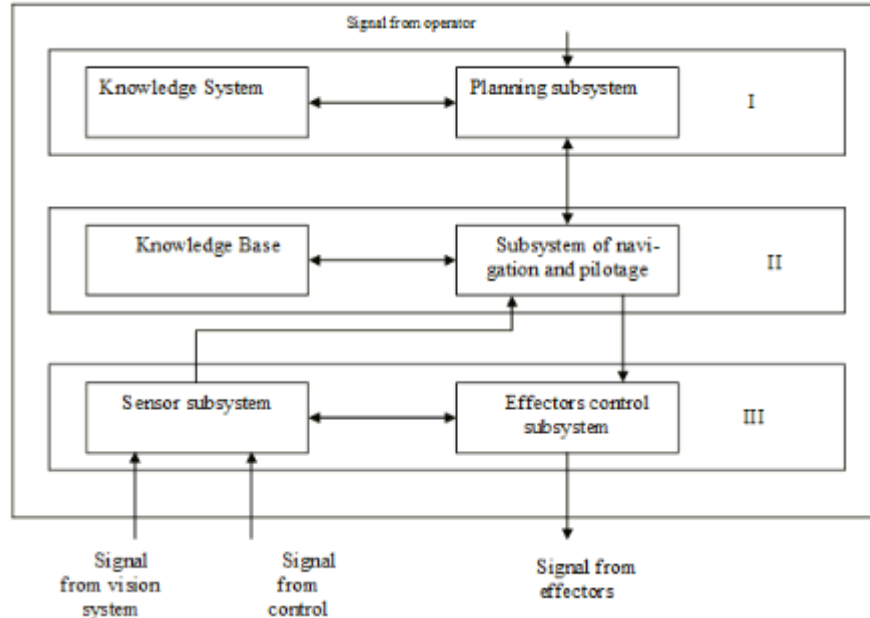 Signal from operator
Knowledge System
Planning subsystem
I
Knowledge Base
Subsystem of navi-
gation and pilotage
II
Sensor subsystem
Effectors control
subsystem
III
Signal
from vision
system
Signal
from
control
Signal from
effectors